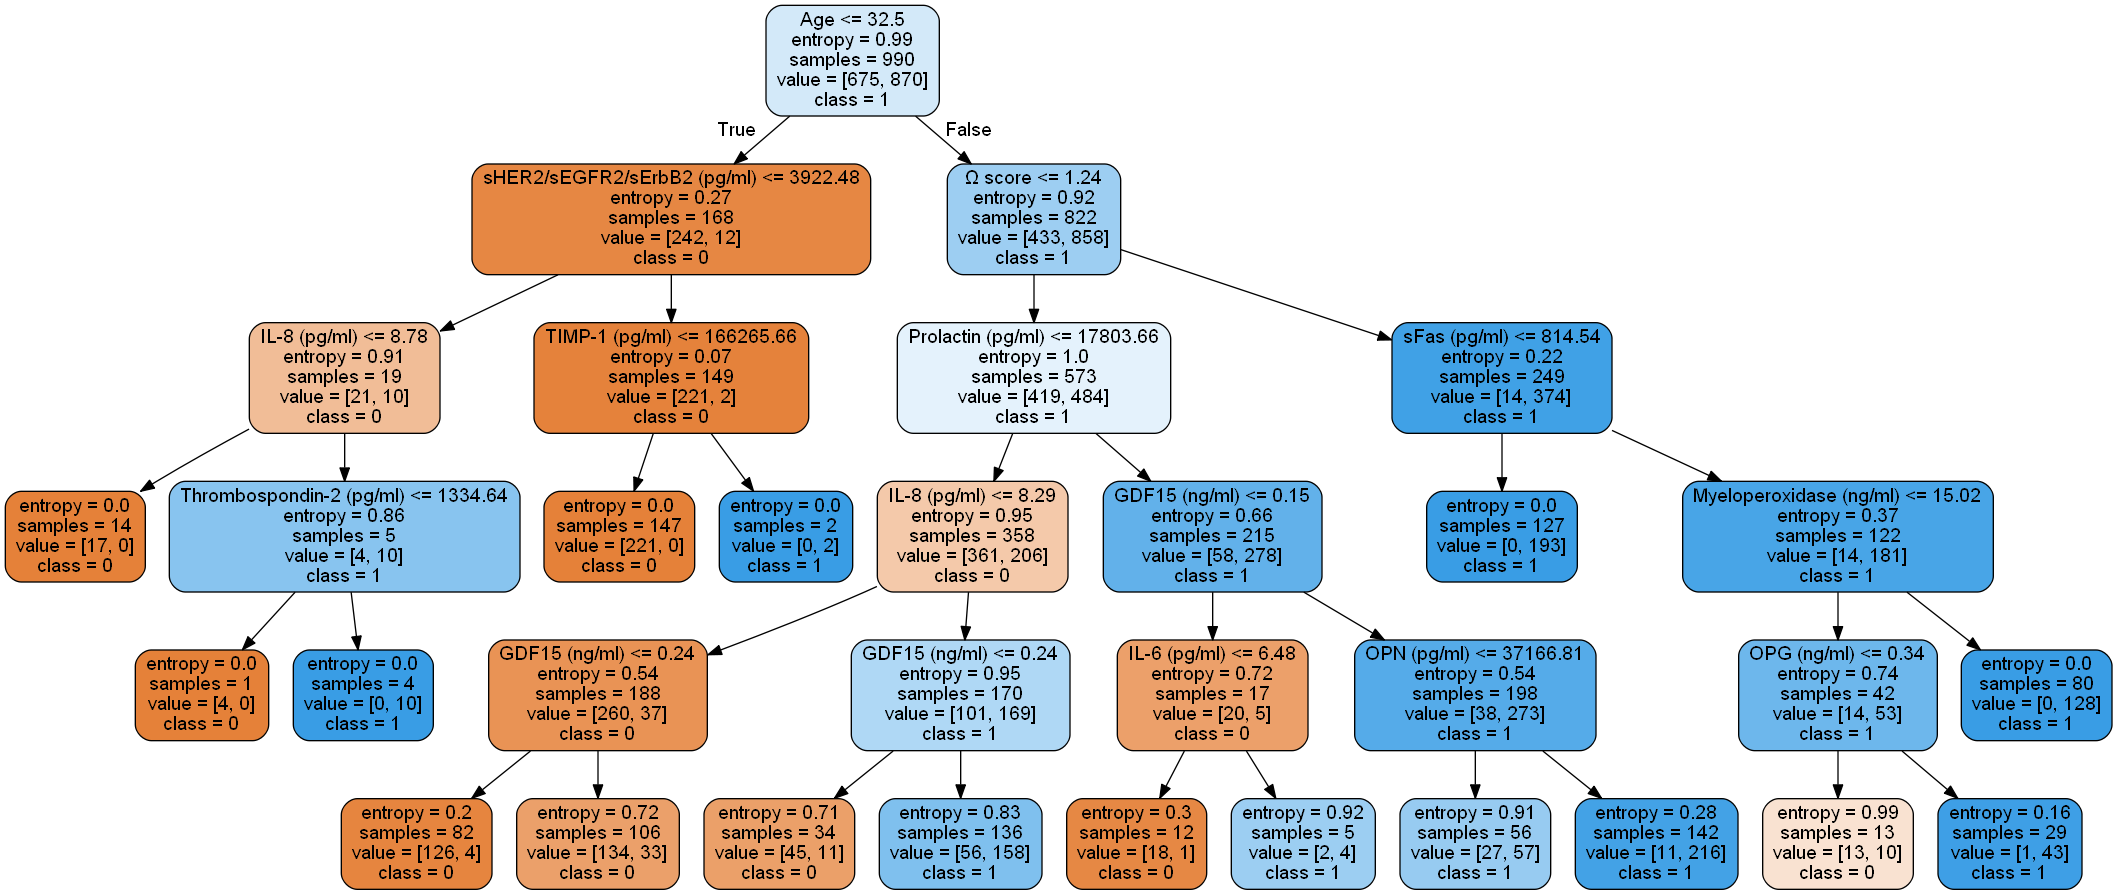 Age <= 32.5
entropy = 0.99
samples = 990
value = [675, 870]
class = 1
True
False
sHER2/sEGFR2/sErbB2 (pg/ml) <= 3922.48
entropy = 0.27
samples = 168
value = [242, 12]
class = 0
Ω score <= 1.24
entropy = 0.92
samples = 822
value = [433, 858]
class = 1
IL-8 (pg/ml) <= 8.78
entropy = 0.91
samples = 19
value = [21, 10]
class = 0
TIMP-1 (pg/ml) <= 166265.66
entropy = 0.07
samples = 149
value = [221, 2]
class = 0
Prolactin (pg/ml) <= 17803.66
entropy = 1.0
samples = 573
value = [419, 484]
class = 1
sFas (pg/ml) <= 814.54
entropy = 0.22
samples = 249
value = [14, 374]
class = 1
entropy = 0.0
samples = 14
value = [17, 0]
class = 0
Thrombospondin-2 (pg/ml) <= 1334.64
entropy = 0.86
samples = 5
value = [4, 10]
class = 1
entropy = 0.0
samples = 147
value = [221, 0]
class = 0
entropy = 0.0
samples = 2
value = [0, 2]
class = 1
IL-8 (pg/ml) <= 8.29
entropy = 0.95
samples = 358
value = [361, 206]
class = 0
GDF15 (ng/ml) <= 0.15
entropy = 0.66
samples = 215
value = [58, 278]
class = 1
entropy = 0.0
samples = 127
value = [0, 193]
class = 1
Myeloperoxidase (ng/ml) <= 15.02
entropy = 0.37
samples = 122
value = [14, 181]
class = 1
entropy = 0.0
samples = 1
value = [4, 0]
class = 0
entropy = 0.0
samples = 4
value = [0, 10]
class = 1
GDF15 (ng/ml) <= 0.24
entropy = 0.54
samples = 188
value = [260, 37]
class = 0
GDF15 (ng/ml) <= 0.24
entropy = 0.95
samples = 170
value = [101, 169]
class = 1
IL-6 (pg/ml) <= 6.48
entropy = 0.72
samples = 17
value = [20, 5]
class = 0
OPN (pg/ml) <= 37166.81
entropy = 0.54
samples = 198
value = [38, 273]
class = 1
OPG (ng/ml) <= 0.34
entropy = 0.74
samples = 42
value = [14, 53]
class = 1
entropy = 0.0
samples = 80
value = [0, 128]
class = 1
entropy = 0.2
samples = 82
value = [126, 4]
class = 0
entropy = 0.72
samples = 106
value = [134, 33]
class = 0
entropy = 0.71
samples = 34
value = [45, 11]
class = 0
entropy = 0.83
samples = 136
value = [56, 158]
class = 1
entropy = 0.3
samples = 12
value = [18, 1]
class = 0
entropy = 0.92
samples = 5
value = [2, 4]
class = 1
entropy = 0.91
samples = 56
value = [27, 57]
class = 1
entropy = 0.28
samples = 142
value = [11, 216]
class = 1
entropy = 0.99
samples = 13
value = [13, 10]
class = 0
entropy = 0.16
samples = 29
value = [1, 43]
class = 1